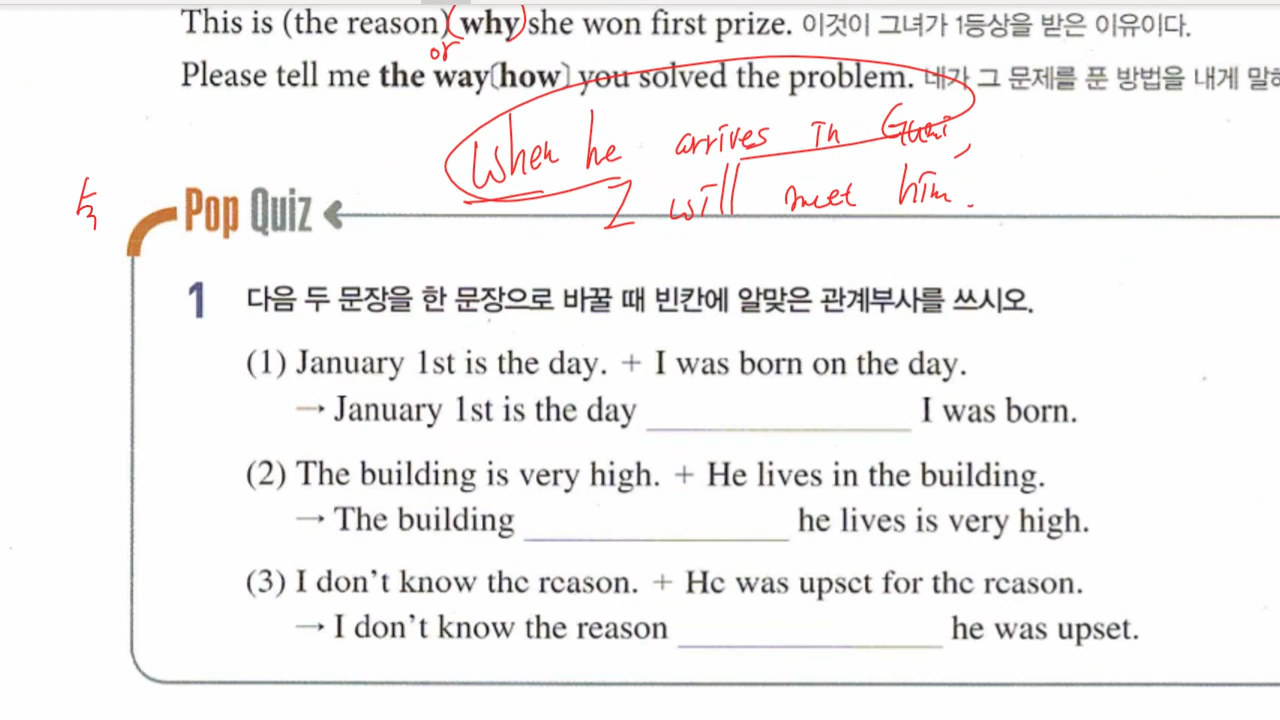 This is (the reason) (why) she won first prize. 이것이 그녀가 1등상을 받은 이유이다.
or
Please tell me the way[how] you solved the problem. 네가 그 문제를 푼 방법을 내게 말해
When he arrives in Gumi,
I will meet him.
Pop Quiz
1 다음 두 문장을 한 문장으로 바꿀 때 빈칸에 알맞은 관계부사를 쓰시오.
(1) January 1st is the day. + I was born on the day.
→ January 1st is the day I was born.
(2) The building is very high. + He lives in the building.
→ The building he lives is very high.
(3) I don't know the reason. + He was upset for the reason.
→ I don't know the reason he was upset.